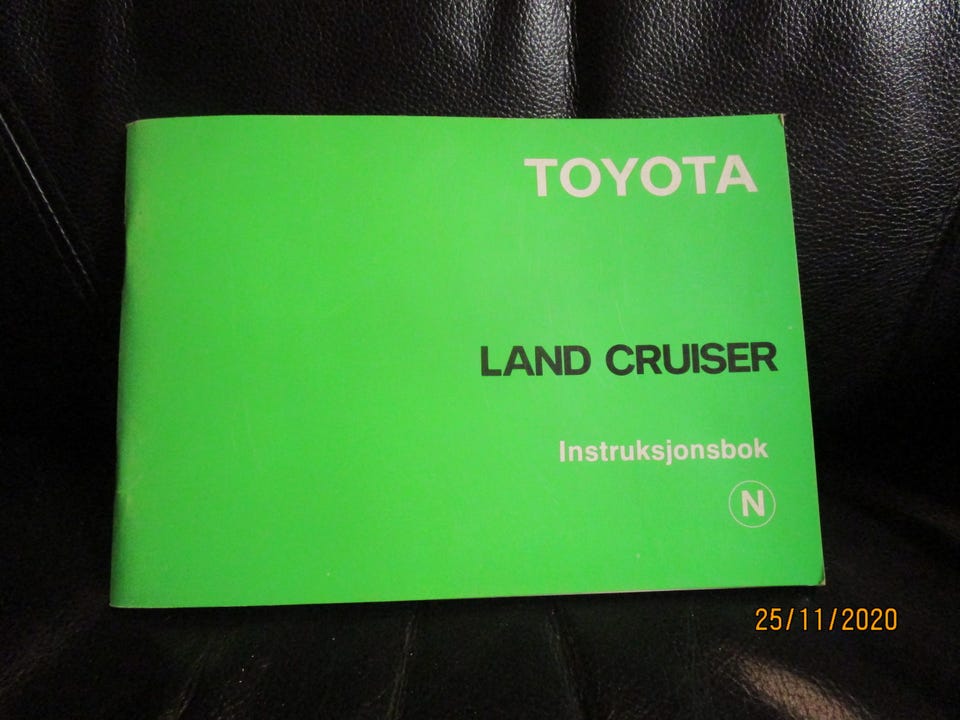 TOYOTA
LAND CRUISER
Instruksjonsbok
N
25/11/2020